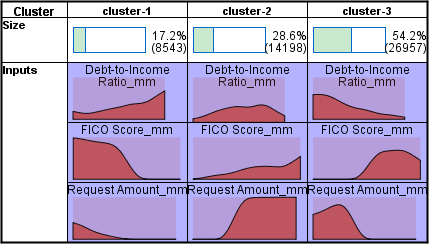 Cluster cluster-1 cluster-2 cluster-3
Size
17.2% 28.6% 54.2%
(8543) (14198) (26957)
Inputs Debt-to-Income Debt-to-Income Debt-to-Income
Ratio_mm Ratio_mm Ratio_mm
FICO Score_mm FICO Score_mm FICO Score_mm
Request Amount_mm Request Amount_mm Request Amount_mm